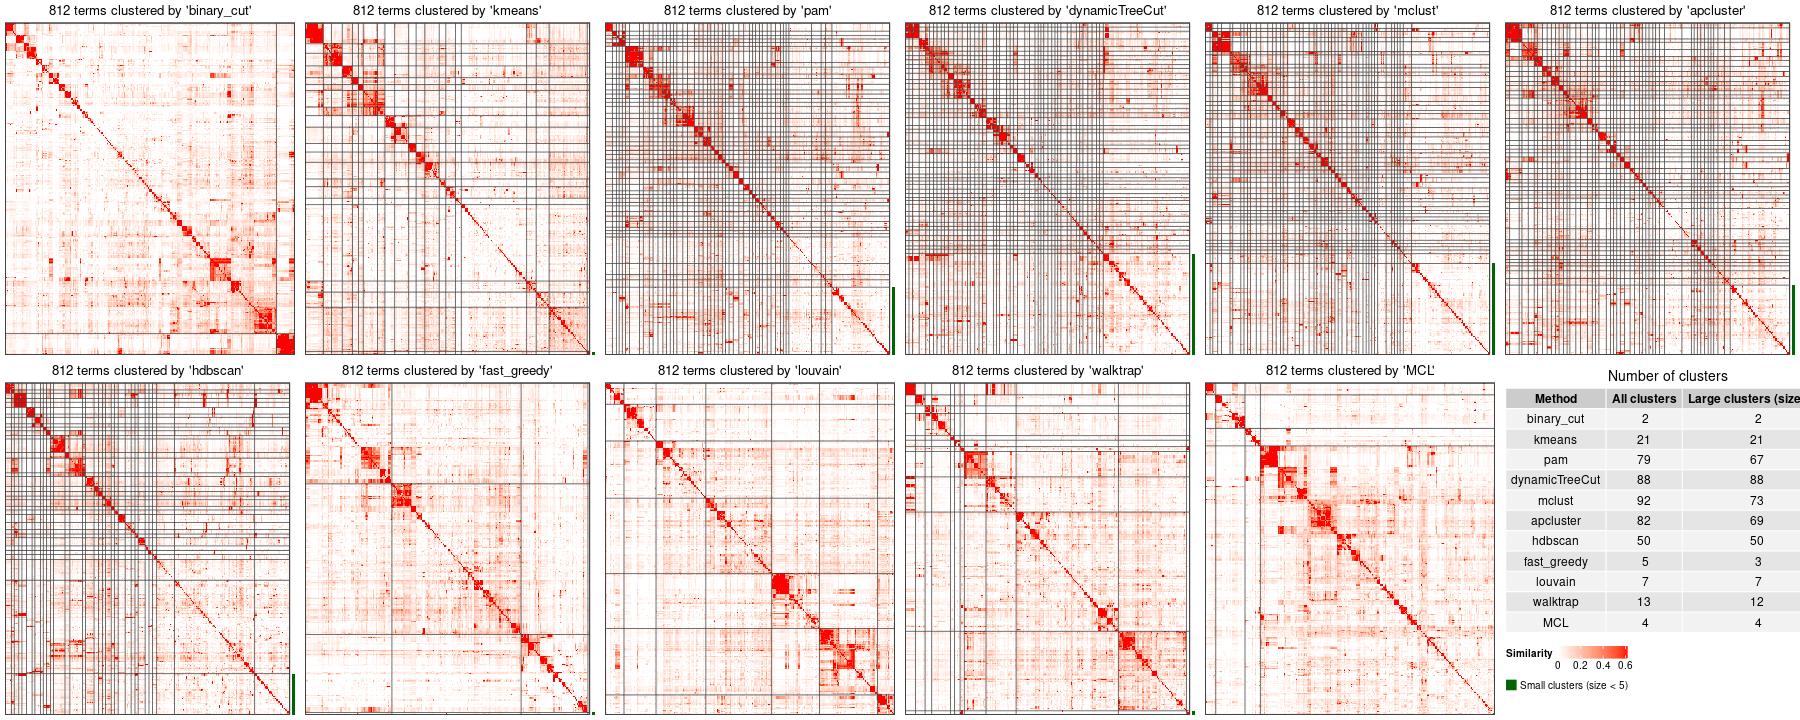 812 terms clustered by 'binary_cut'
812 terms clustered by 'kmeans'
812 terms clustered by 'pam'
812 terms clustered by 'dynamicTreeCut'
812 terms clustered by 'mclust'
812 terms clustered by 'apcluster'
812 terms clustered by 'hdbscan'
812 terms clustered by 'fast_greedy'
812 terms clustered by 'louvain'
812 terms clustered by 'walktrap'
812 terms clustered by 'MCL'
Number of clusters
Method All clusters Large clusters (size
binary_cut 2 2
kmeans 21 21
pam 79 67
dynamicTreeCut 88 88
mclust 92 73
apcluster 82 69
hdbscan 50 50
fast_greedy 5 3
louvain 7 7
walktrap 13 12
MCL 4 4
Similarity
0 0.2 0.4 0.6
Small clusters (size < 5)